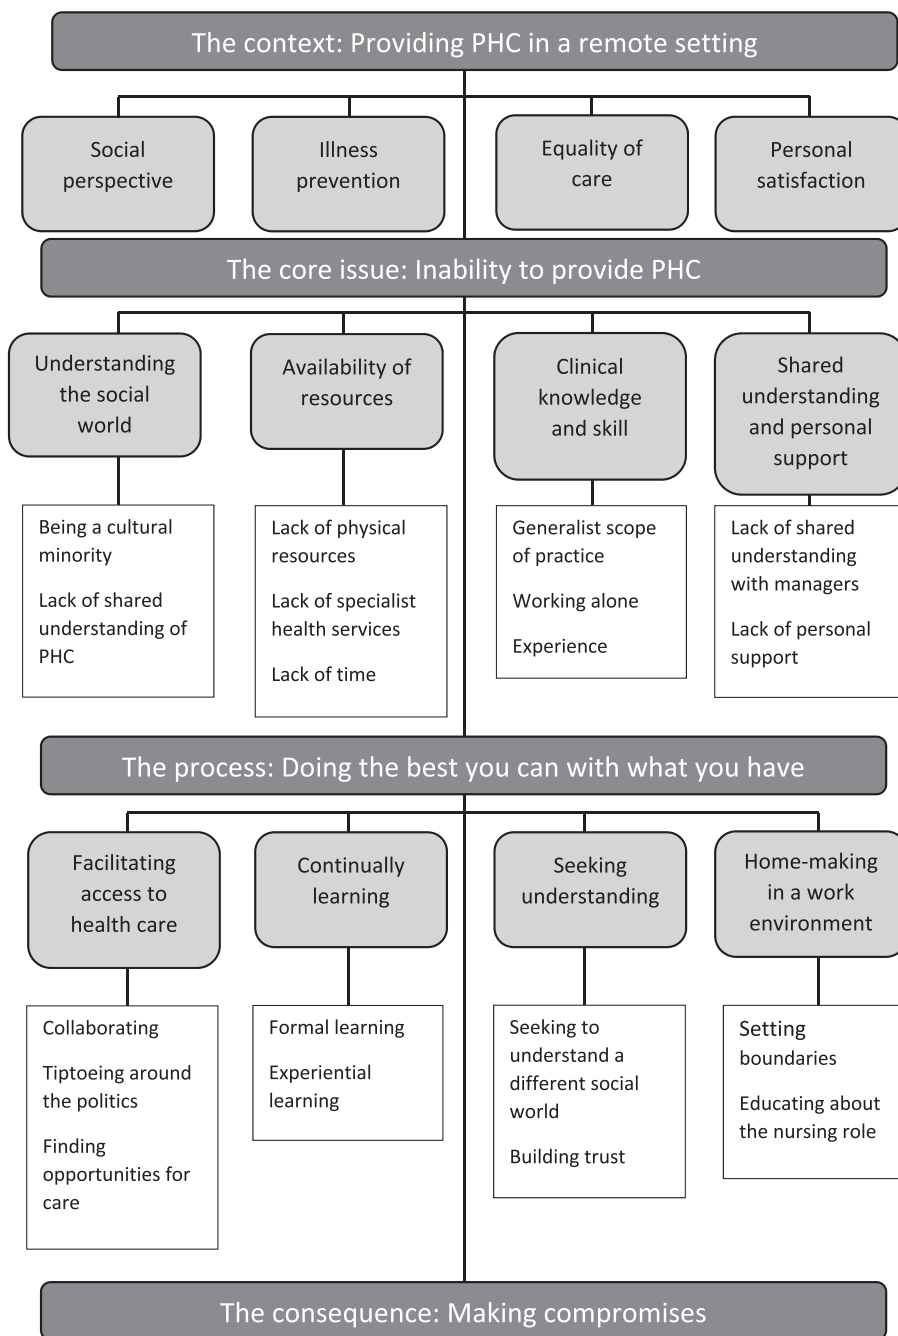 The context: Providing PHC in a remote setting
Social
perspective
Illness
prevention
Equality of
care
Personal
satisfaction
The core issue: Inability to provide PHC
Understanding
the social
world
Availability of
resources
Clinical
knowledge
and skill
Shared
understanding
and personal
support
Being a cultural
minority
Lack of shared
understanding of
PHC
Lack of physical
resources
Lack of specialist
health services
Lack of time
Generalist scope
of practice
Working alone
Experience
Lack of shared
understanding
with managers
Lack of personal
support
The process: Doing the best you can with what you have
Facilitating
access to
health care
Continually
learning
Seeking
understanding
Home-making
in a work
environment
Collaborating
Tiptoeing around
the politics
Finding
opportunities for
care
Formal learning
Experiential
learning
Seeking to
understand a
different social
world
Building trust
Setting
boundaries
Educating about
the nursing role
The consequence: Making compromises